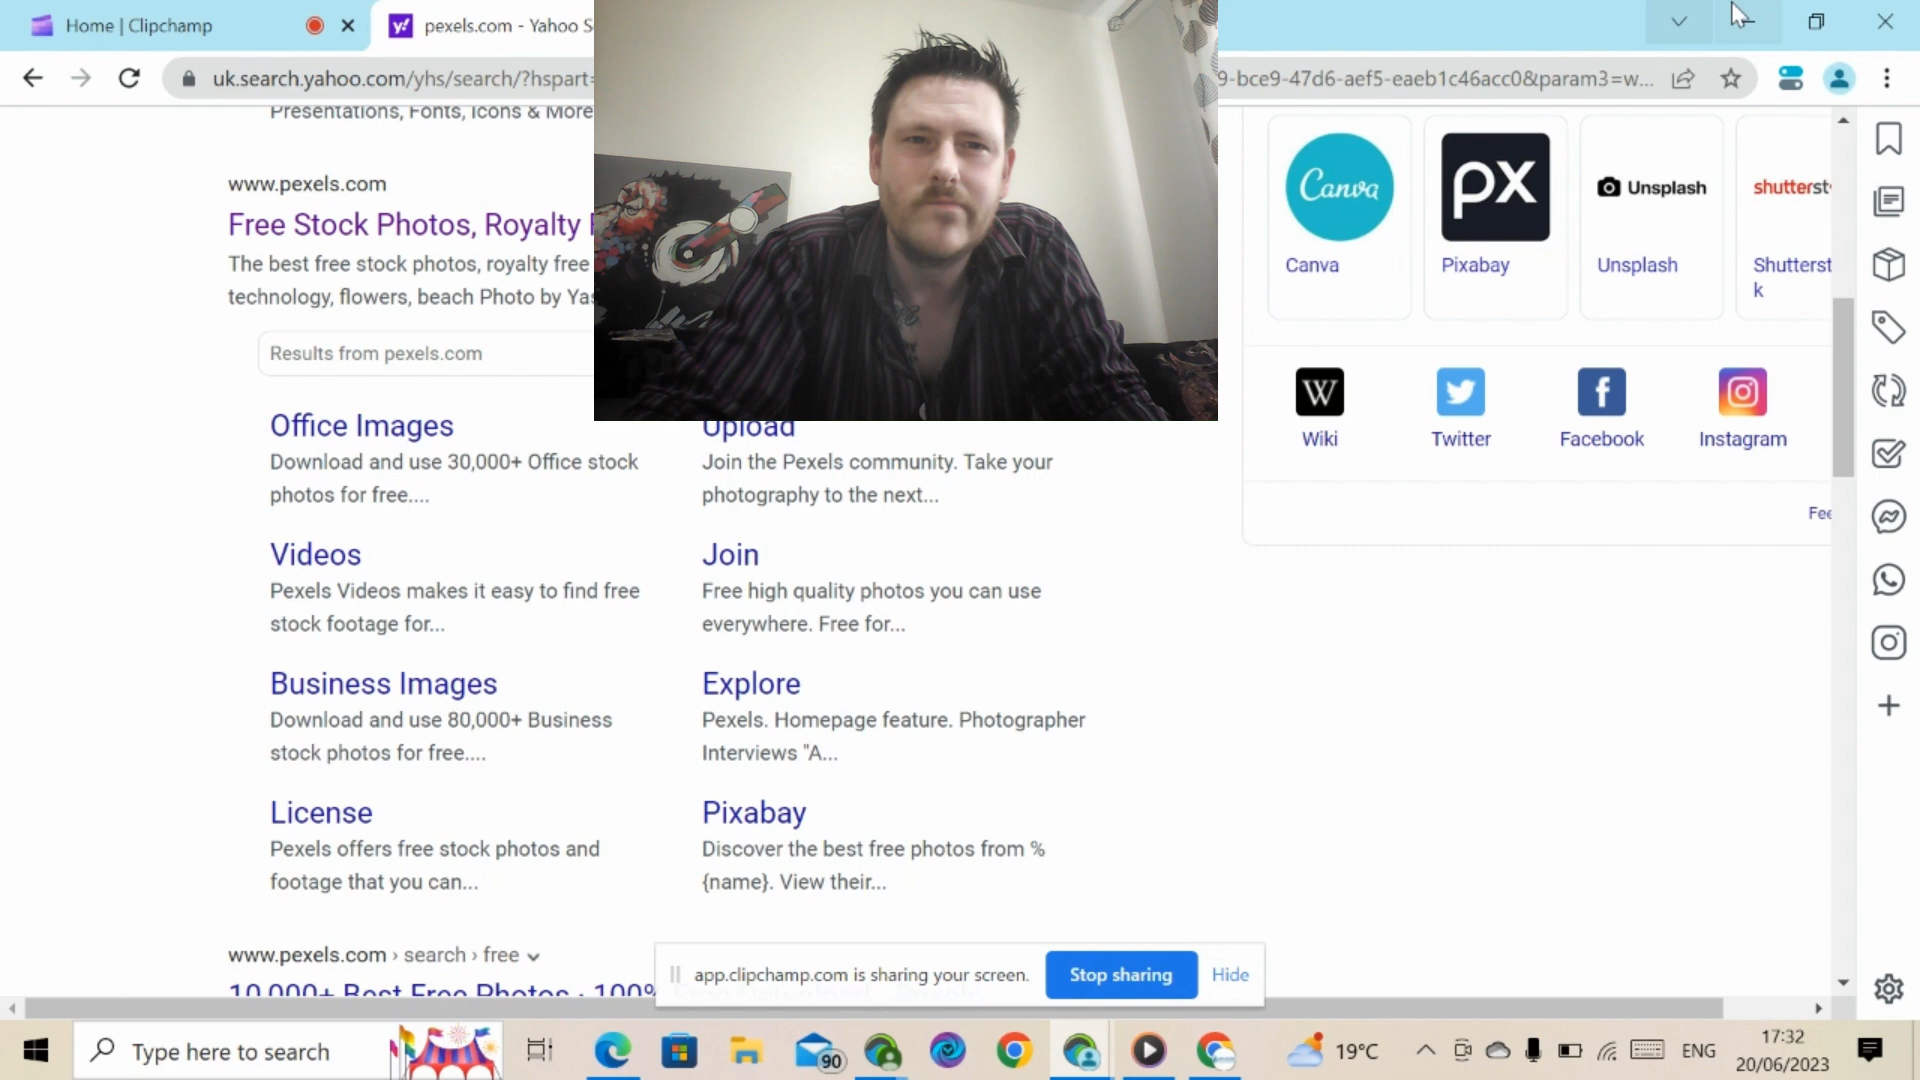 Home | Clipchamp
pexels.com - Yahoo S
uk.search.yahoo.com/yhs/search/?hspart=
9-bce9-47d6-aef5-eaeb1c46acc0&param3=w...
Presentations, Fonts, Icons & More
www.pexels.com
Free Stock Photos, Royalty F
The best free stock photos, royalty free
technology, flowers, beach Photo by Yas
Results from pexels.com
Office Images
Download and use 30,000+ Office stock
photos for free....
Upload
Join the Pexels community. Take your
photography to the next...
Videos
Pexels Videos makes it easy to find free
stock footage for...
Join
Free high quality photos you can use
everywhere. Free for...
Business Images
Download and use 80,000+ Business
stock photos for free....
Explore
Pexels. Homepage feature. Photographer
Interviews "A...
License
Pexels offers free stock photos and
footage that you can...
Pixabay
Discover the best free photos from %
{name}. View their...
www.pexels.com › search › free
10,000+ Best Free Photos · 100%
Canva
px
Unsplash
shutterst
Canva
Pixabay
Unsplash
Shutterst
k
W
Wiki
Twitter
Facebook
Instagram
Fee
app.clipchamp.com is sharing your screen.
Stop sharing
Hide
Type here to search
90
19°C
ENG
17:32
20/06/2023